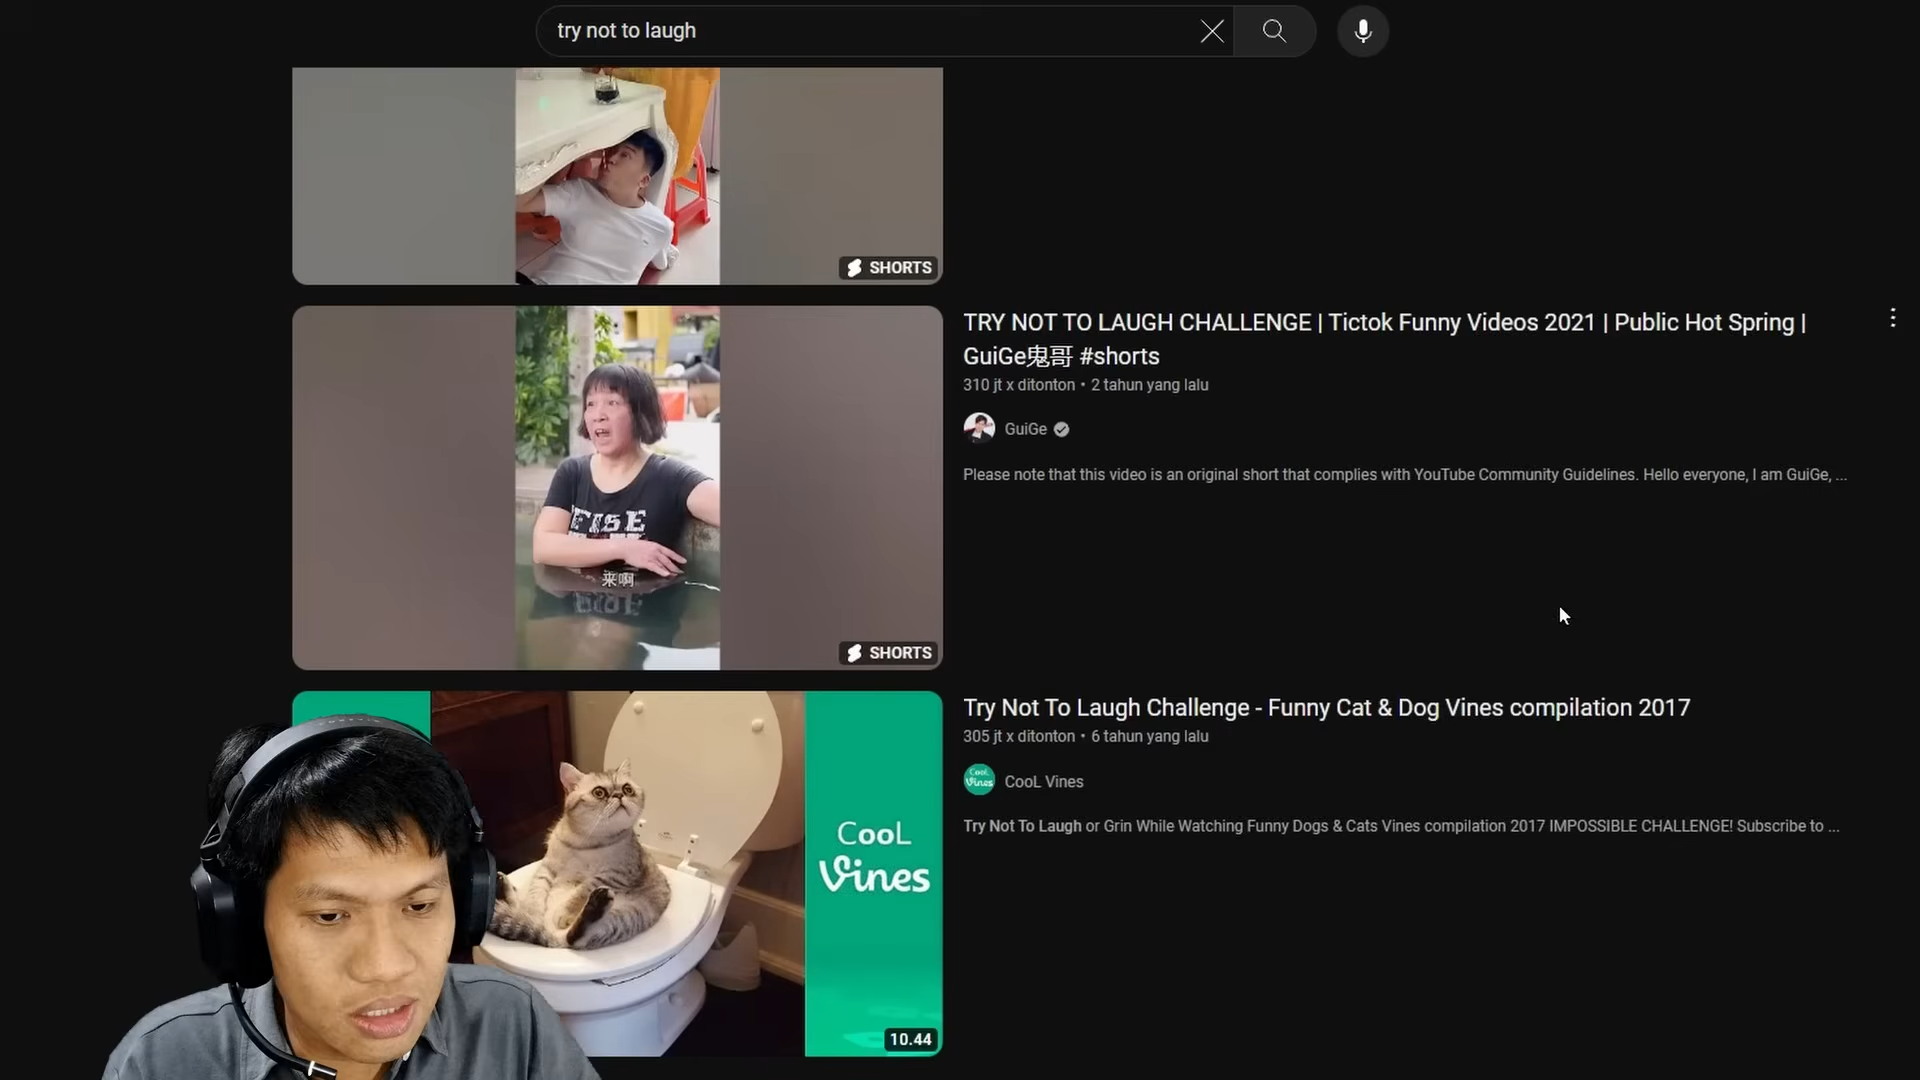 try not to laugh
SHORTS
TRY NOT TO LAUGH CHALLENGE | Tictok Funny Videos 2021 | Public Hot Spring |
GuiGe鬼哥 #shorts
310 jt x ditonton • 2 tahun yang lalu
GuiGe
Please note that this video is an original short that complies with YouTube Community Guidelines. Hello everyone, I am GuiGe, ...
FISE
来啊
SHORTS
Try Not To Laugh Challenge - Funny Cat & Dog Vines compilation 2017
305 jt x ditonton • 6 tahun yang lalu
CooL Vines
CooL Vines
Try Not To Laugh or Grin While Watching Funny Dogs & Cats Vines compilation 2017 IMPOSSIBLE CHALLENGE! Subscribe to ...
CooL
Vines
10.44